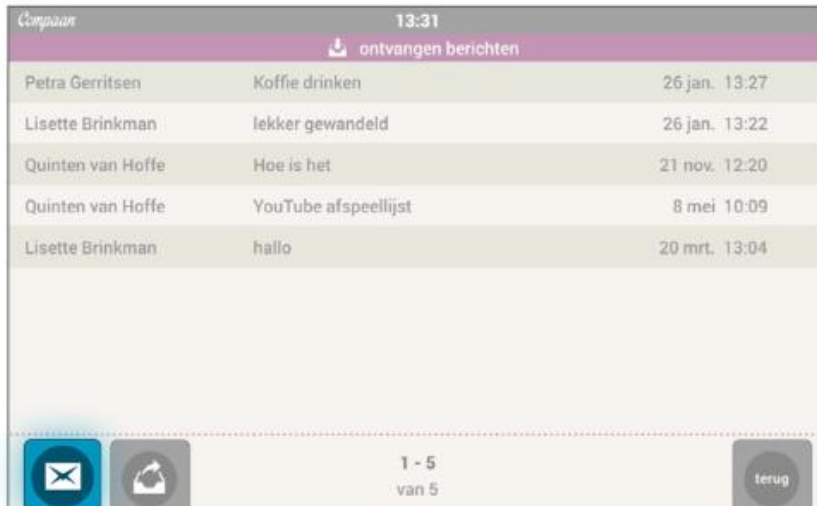 Compaan 13:31
ontvangen berichten
Petra Gerritsen Koffie drinken 26 jan. 13:27
Lisette Brinkman lekker gewandeld 26 jan. 13:22
Quinten van Hoffe Hoe is het 21 nov. 12:20
Quinten van Hoffe YouTube afspeellijst 8 mei 10:09
Lisette Brinkman hallo 20 mrt. 13:04
1 - 5
van 5
terug